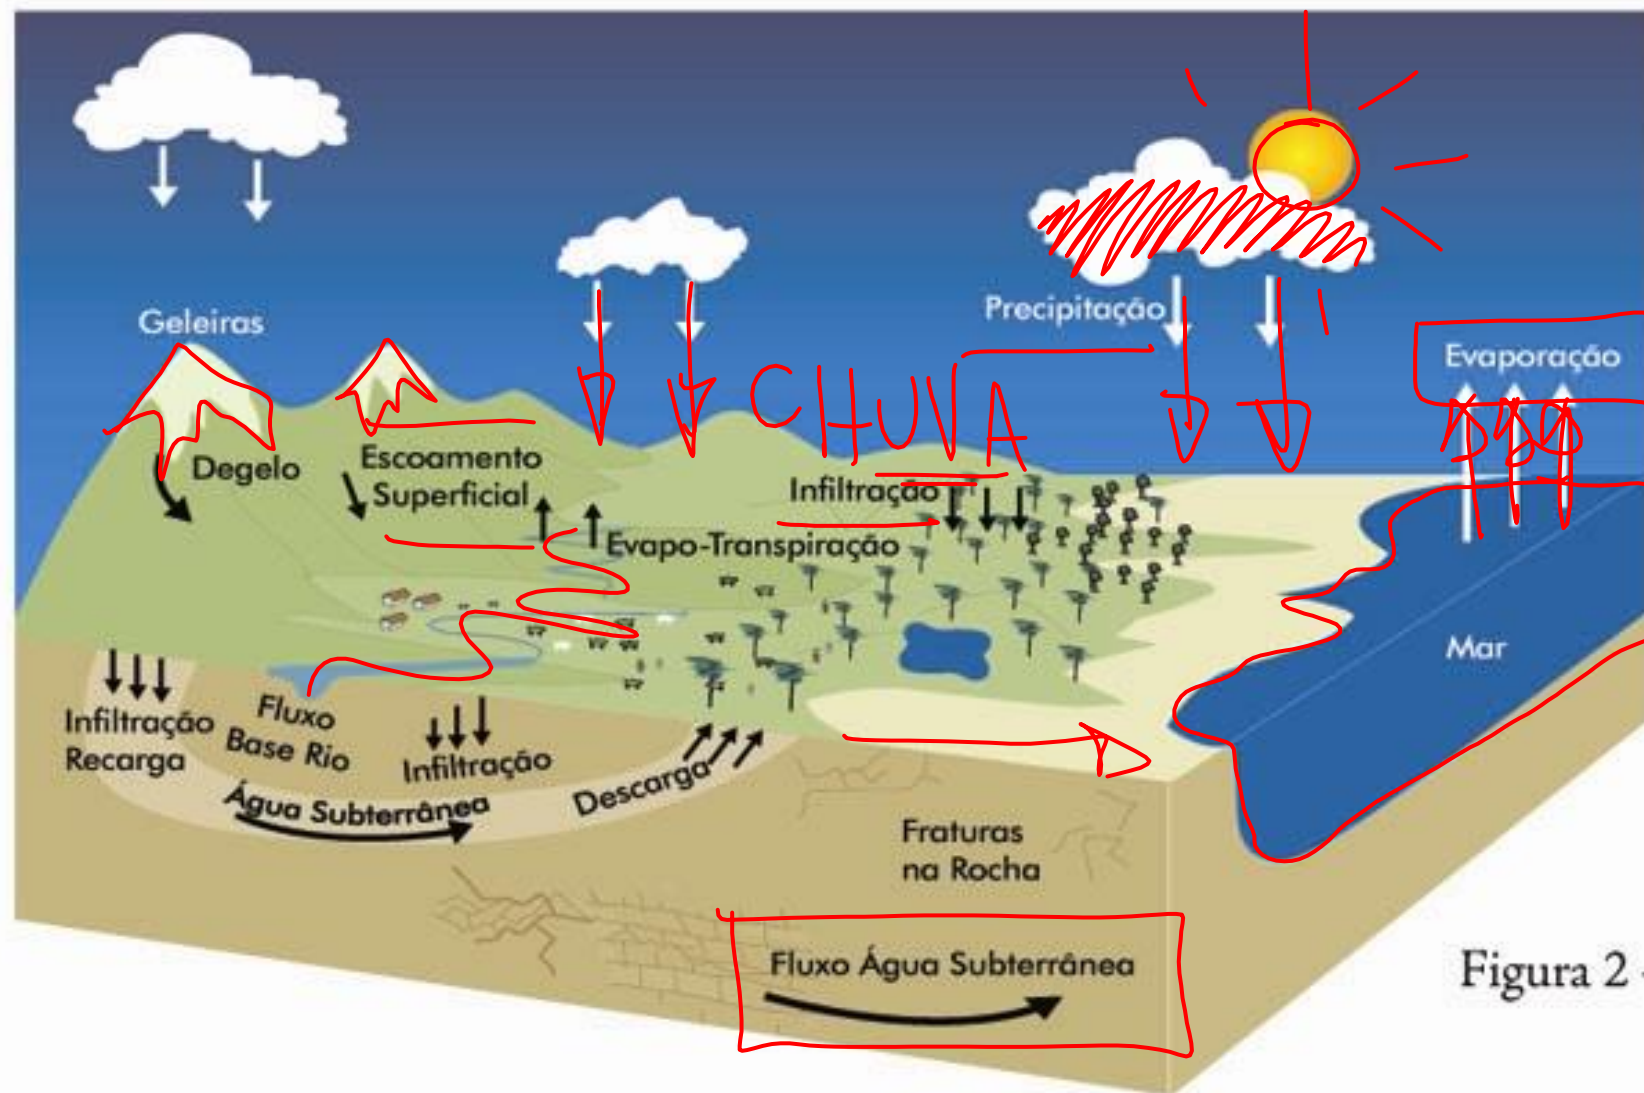 Geleiras
Precipitação
Evaporação
CHUVA
Degelo
Escoamento
Superficial
Infiltração
Evapo-Transpiração
Mar
Infiltração
Recarga
Fluxo
Base Rio
Infiltração
Descarga
Água Subterrânea
Fraturas
na Rocha
Fluxo Água Subterrânea
Figura 2